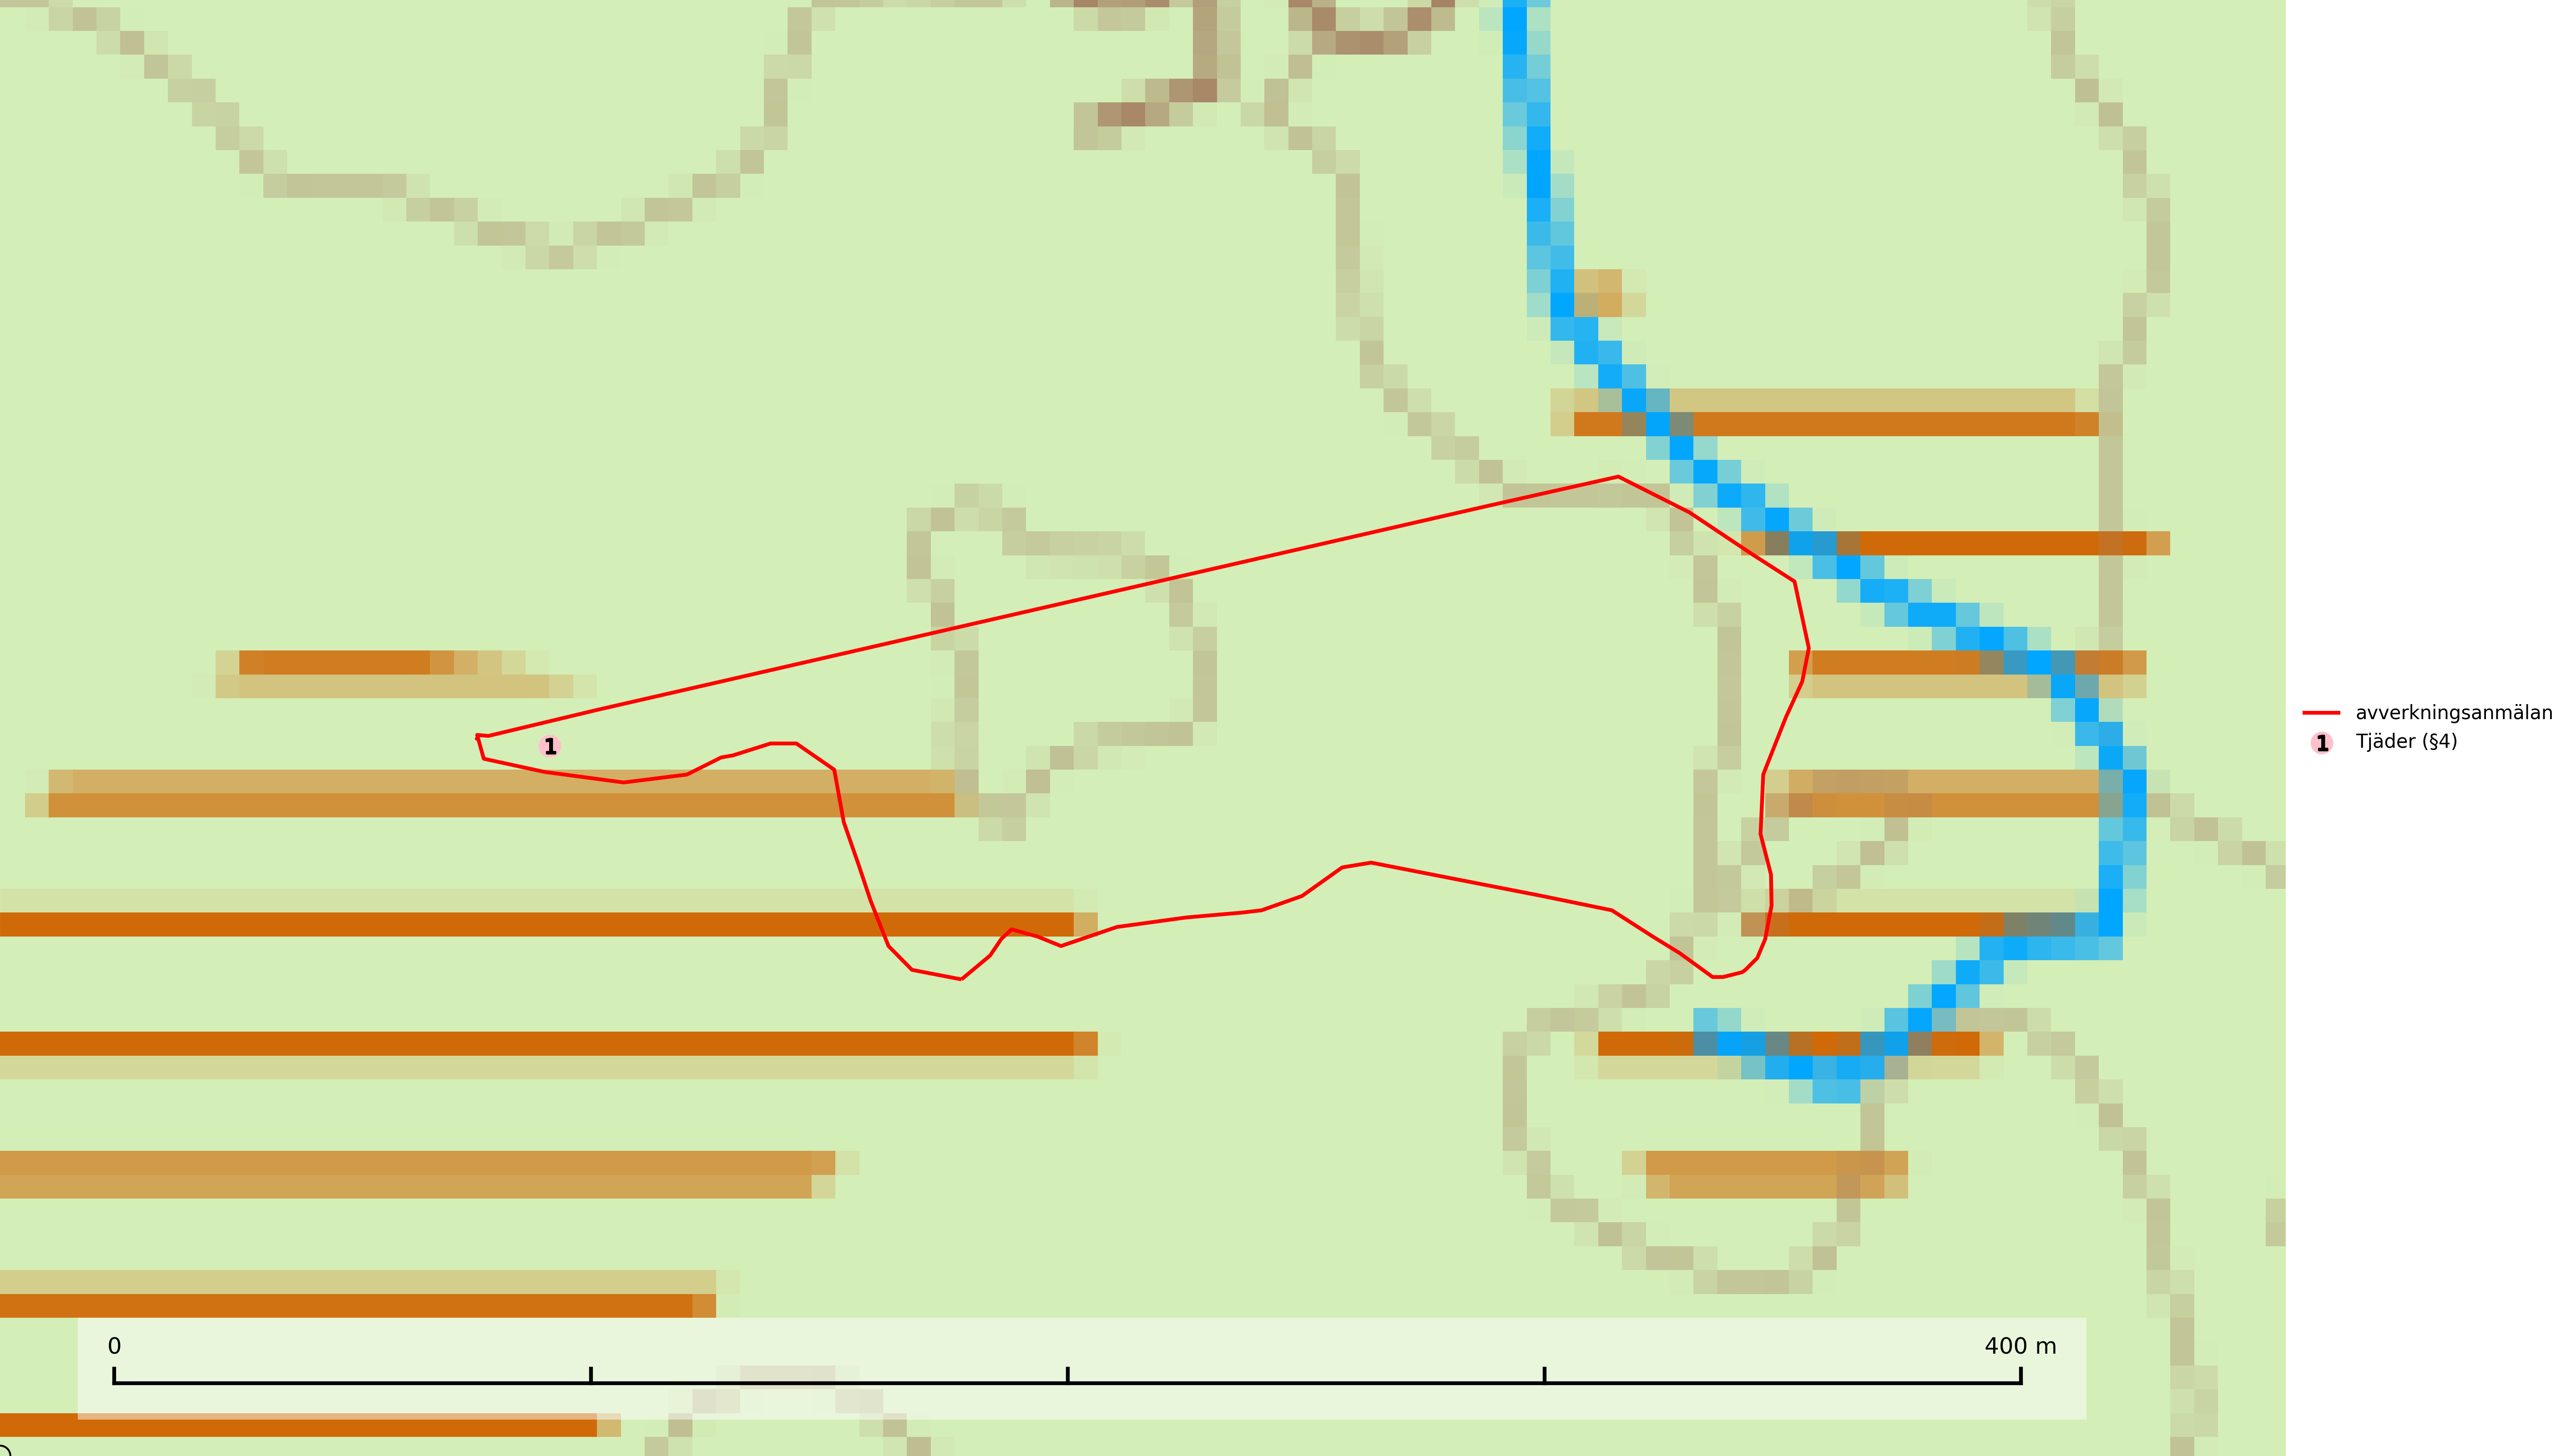 1
avverkningsanmälan
1 Tjäder (§4)
0 400 m